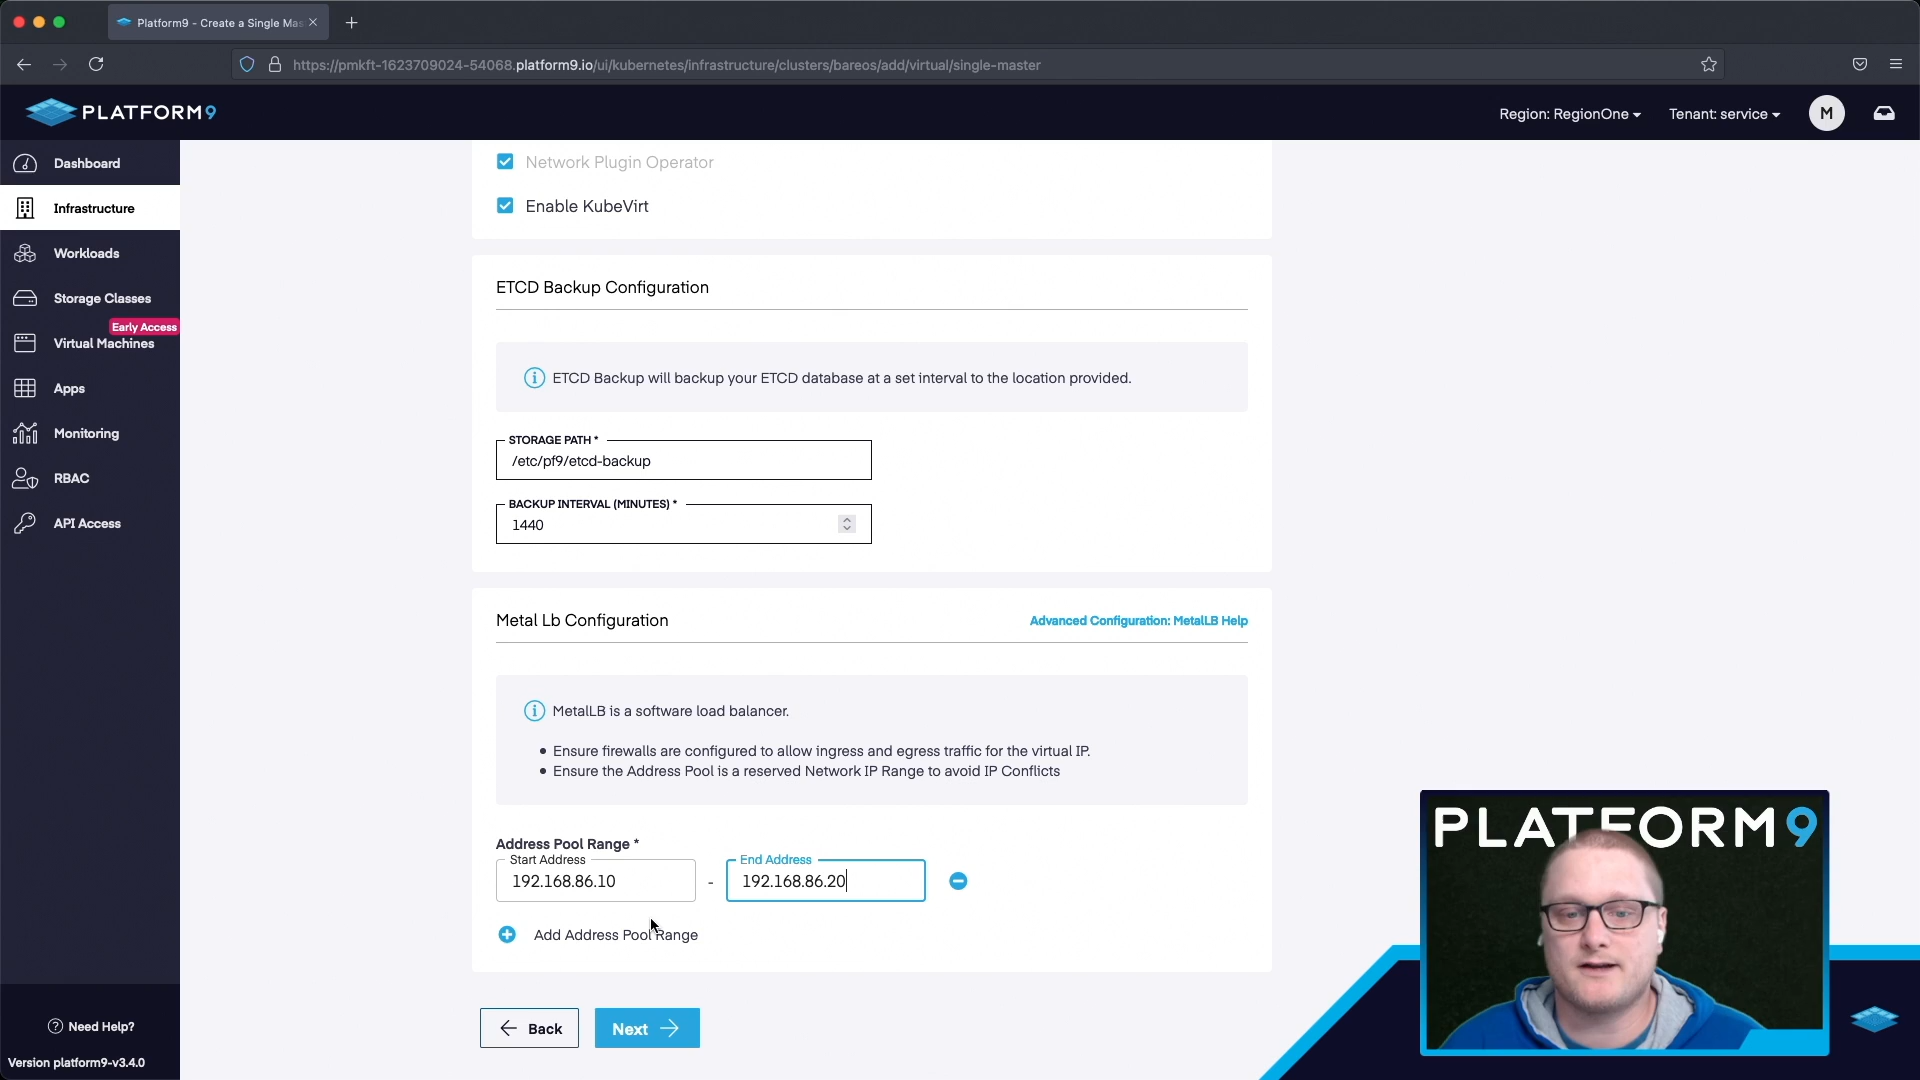 Platform9 - Create a Single Mas
https://pmkft-1623709024-54068.platform9.io/ui/kubernetes/infrastructure/clusters/bareos/add/virtual/single-master
PLATFORM9
Region: RegionOne
Tenant: service
M
Dashboard
Infrastructure
Workloads
Storage Classes
Early Access
Virtual Machines
Apps
Monitoring
RBAC
API Access
Need Help?
Version platform9-v3.4.0
Network Plugin Operator
Enable KubeVirt
ETCD Backup Configuration
ETCD Backup will backup your ETCD database at a set interval to the location provided.
STORAGE PATH *
/etc/pf9/etcd-backup
BACKUP INTERVAL (MINUTES) *
1440
Metal Lb Configuration
Advanced Configuration: MetalLB Help
MetalLB is a software load balancer.
• Ensure firewalls are configured to allow ingress and egress traffic for the virtual IP.
• Ensure the Address Pool is a reserved Network IP Range to avoid IP Conflicts
Address Pool Range *
Start Address
192.168.86.10
-
End Address
192.168.86.20
Add Address Pool Range
Back
Next
PLATFORM9